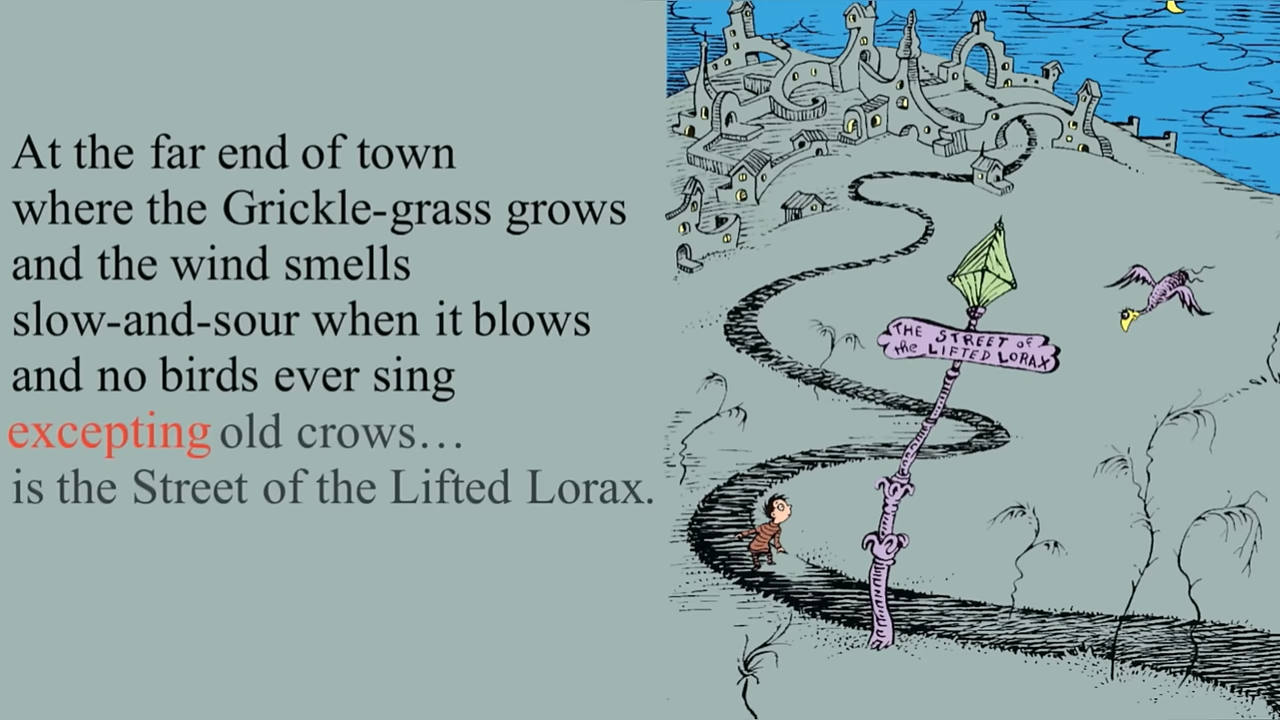 At the far end of town
where the Grickle-grass grows
and the wind smells
slow-and-sour when it blows
and no birds ever sing
excepting old crows…
is the Street of the Lifted Lorax.
THE STREET OF
the LIFTED LORAX